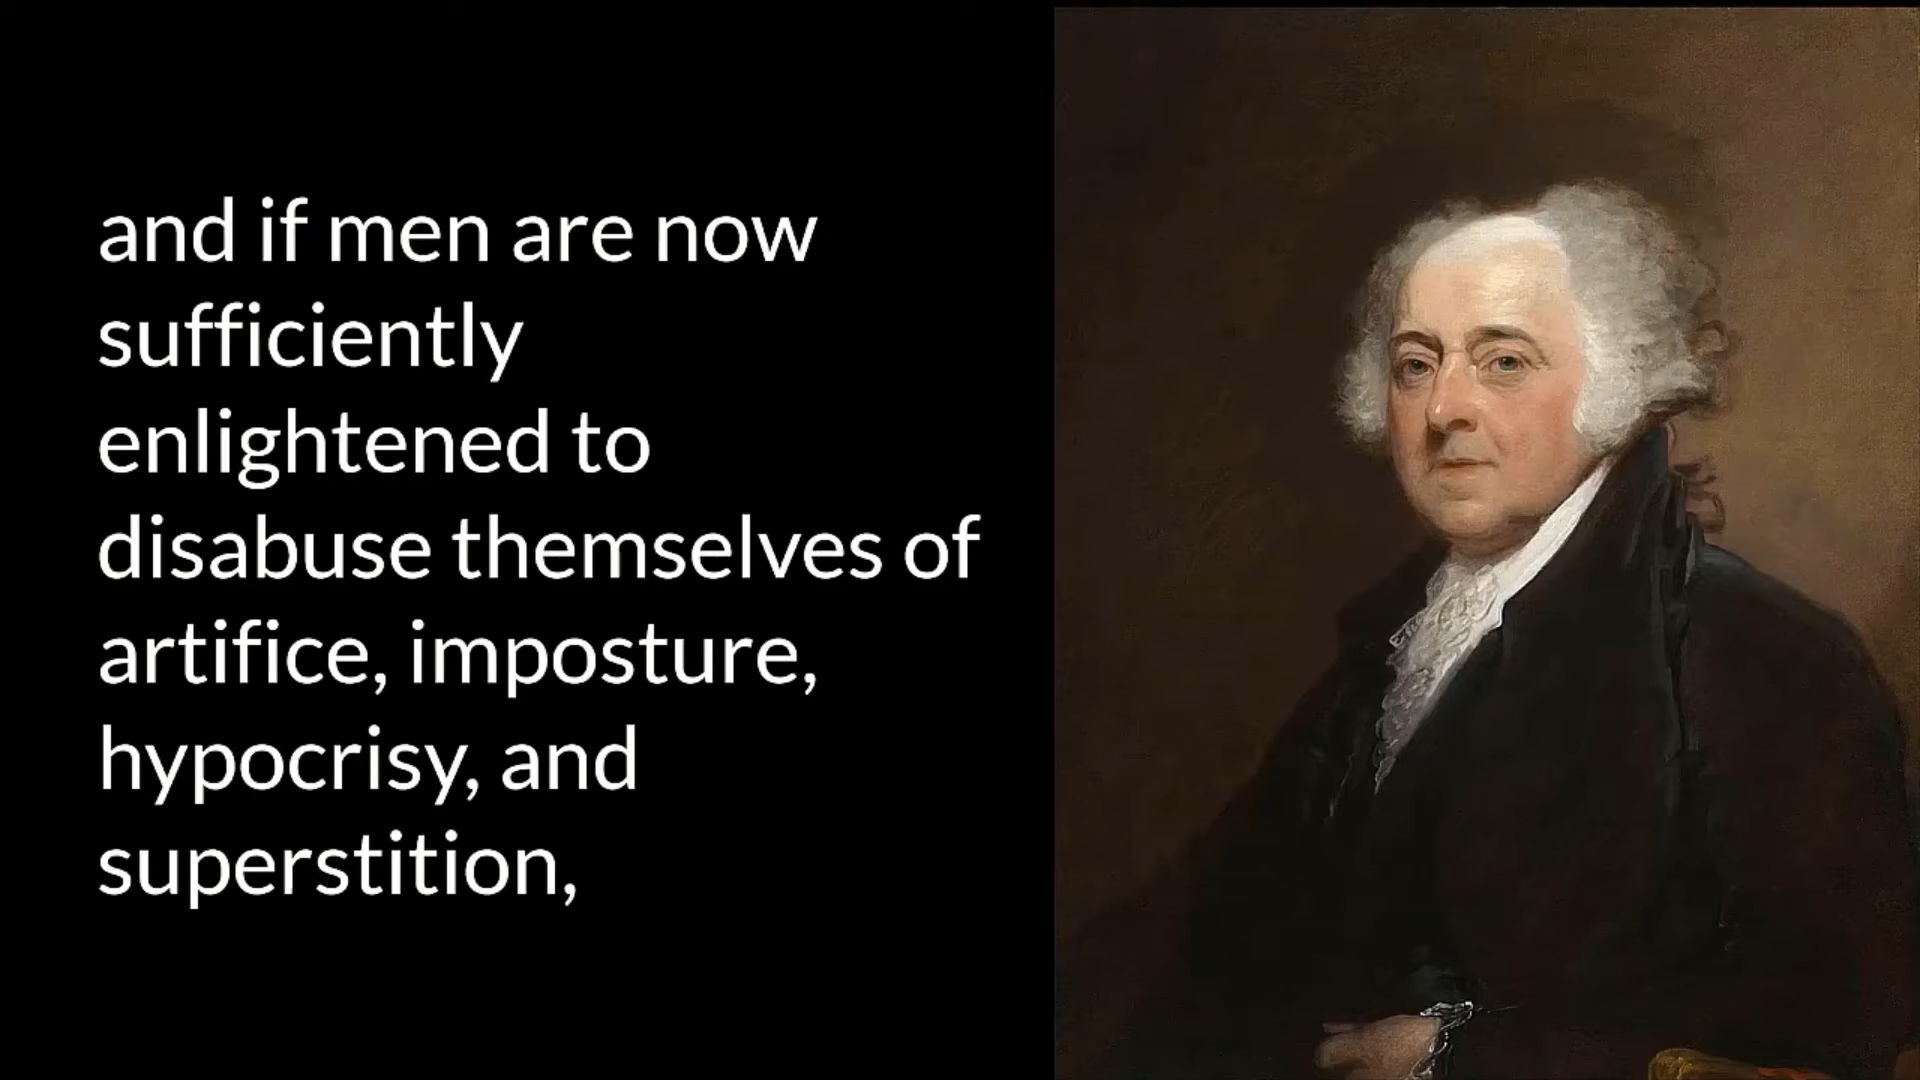 and if men are now
sufficiently
enlightened to
disabuse themselves of
artifice, imposture,
hypocrisy, and
superstition,